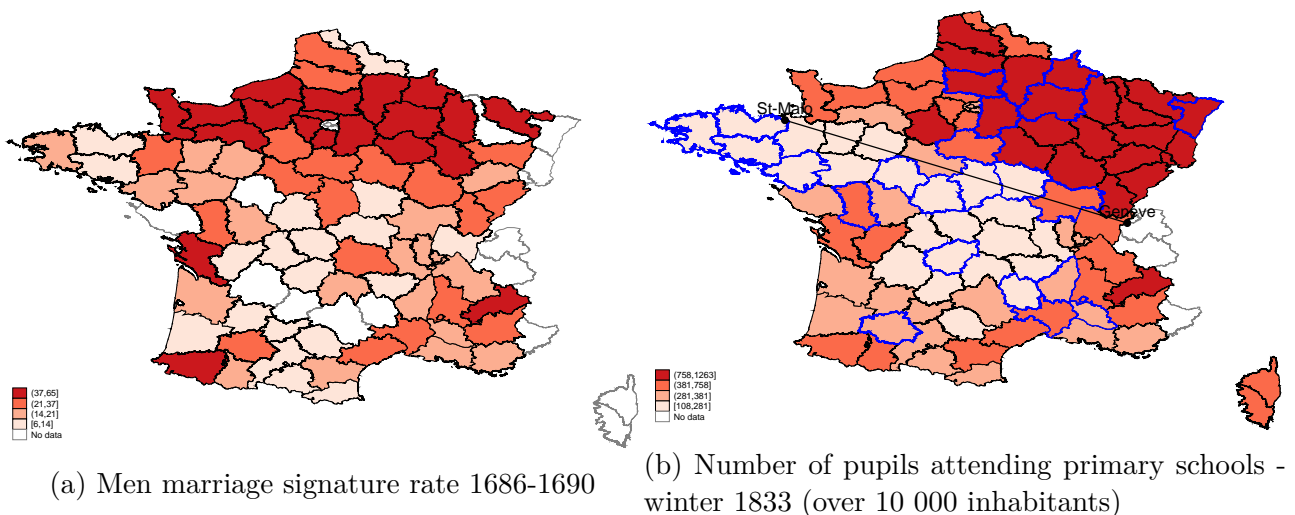 St-Malo
Genève
(37,65]
(21,37]
(14,21]
[6,14]
No data
(758,1263]
(381,758]
(281,381]
[108,281]
No data
(a) Men marriage signature rate 1686-1690
(b) Number of pupils attending primary schools -
winter 1833 (over 10 000 inhabitants)